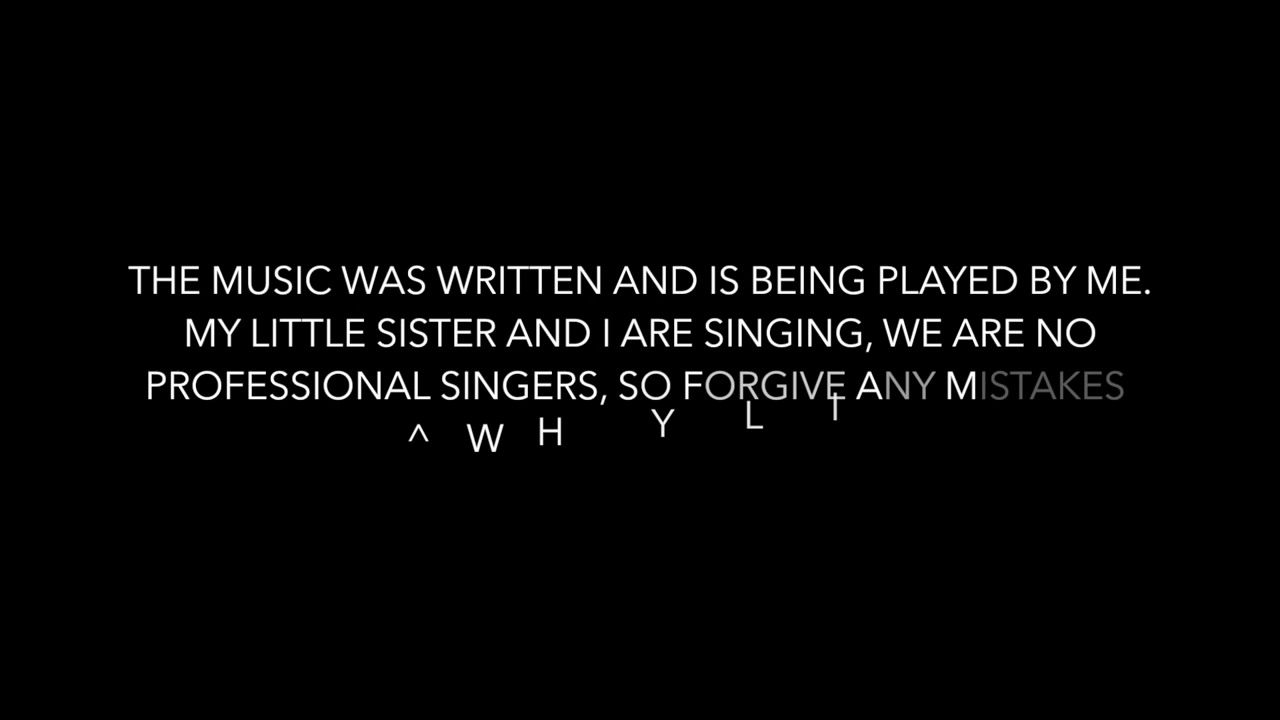 THE MUSIC WAS WRITTEN AND IS BEING PLAYED BY ME.
MY LITTLE SISTER AND I ARE SINGING, WE ARE NO
PROFESSIONAL SINGERS, SO FORGIVE ANY MISTAKES
^ W H Y L